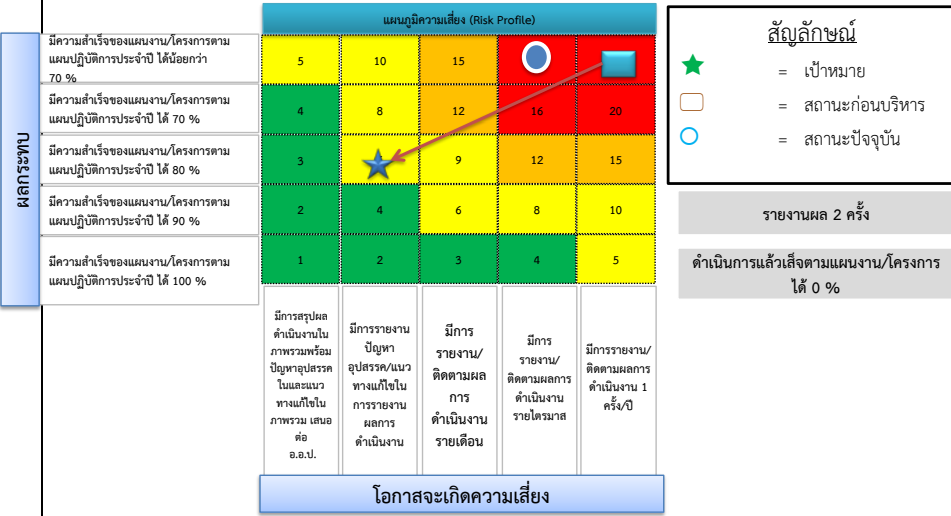 แผนภูมิความเสี่ยง (Risk Profile)
ผลกระทบ
มีความสำเร็จของแผนงาน/โครงการตาม
แผนปฏิบัติการประจำปี ได้น้อยกว่า
70 %
5
10
15
มีความสำเร็จของแผนงาน/โครงการตาม
แผนปฏิบัติการประจำปี ได้ 70 %
4
8
12
16
20
มีความสำเร็จของแผนงาน/โครงการตาม
แผนปฏิบัติการประจำปี ได้ 80 %
3
9
12
15
มีความสำเร็จของแผนงาน/โครงการตาม
แผนปฏิบัติการประจำปี ได้ 90 %
2
4
6
8
10
มีความสำเร็จของแผนงาน/โครงการตาม
แผนปฏิบัติการประจำปี ได้ 100 %
1
2
3
4
5
มีการสรุปผล
ดำเนินงานใน
ภาพรวมพร้อม
ปัญหาอุปสรรค
ในและแนว
ทางแก้ไขใน
ภาพรวม เสนอ
ต่อ
อ.อ.ป.
มีการรายงาน
ปัญหา
อุปสรรค/แนว
ทางแก้ไขใน
การรายงาน
ผลการ
ดำเนินงาน
มีการ
รายงาน/
ติดตามผล
การ
ดำเนินงาน
รายเดือน
มีการ
รายงาน/
ติดตามผลการ
ดำเนินงาน
รายไตรมาส
มีการรายงาน/
ติดตามผลการ
ดำเนินงาน 1
ครั้ง/ปี
โอกาสจะเกิดความเสี่ยง
สัญลักษณ์
= เป้าหมาย
= สถานะก่อนบริหาร
= สถานะปัจจุบัน
รายงานผล 2 ครั้ง
ดำเนินการแล้วเสร็จตามแผนงาน/โครงการ
ได้ 0 %